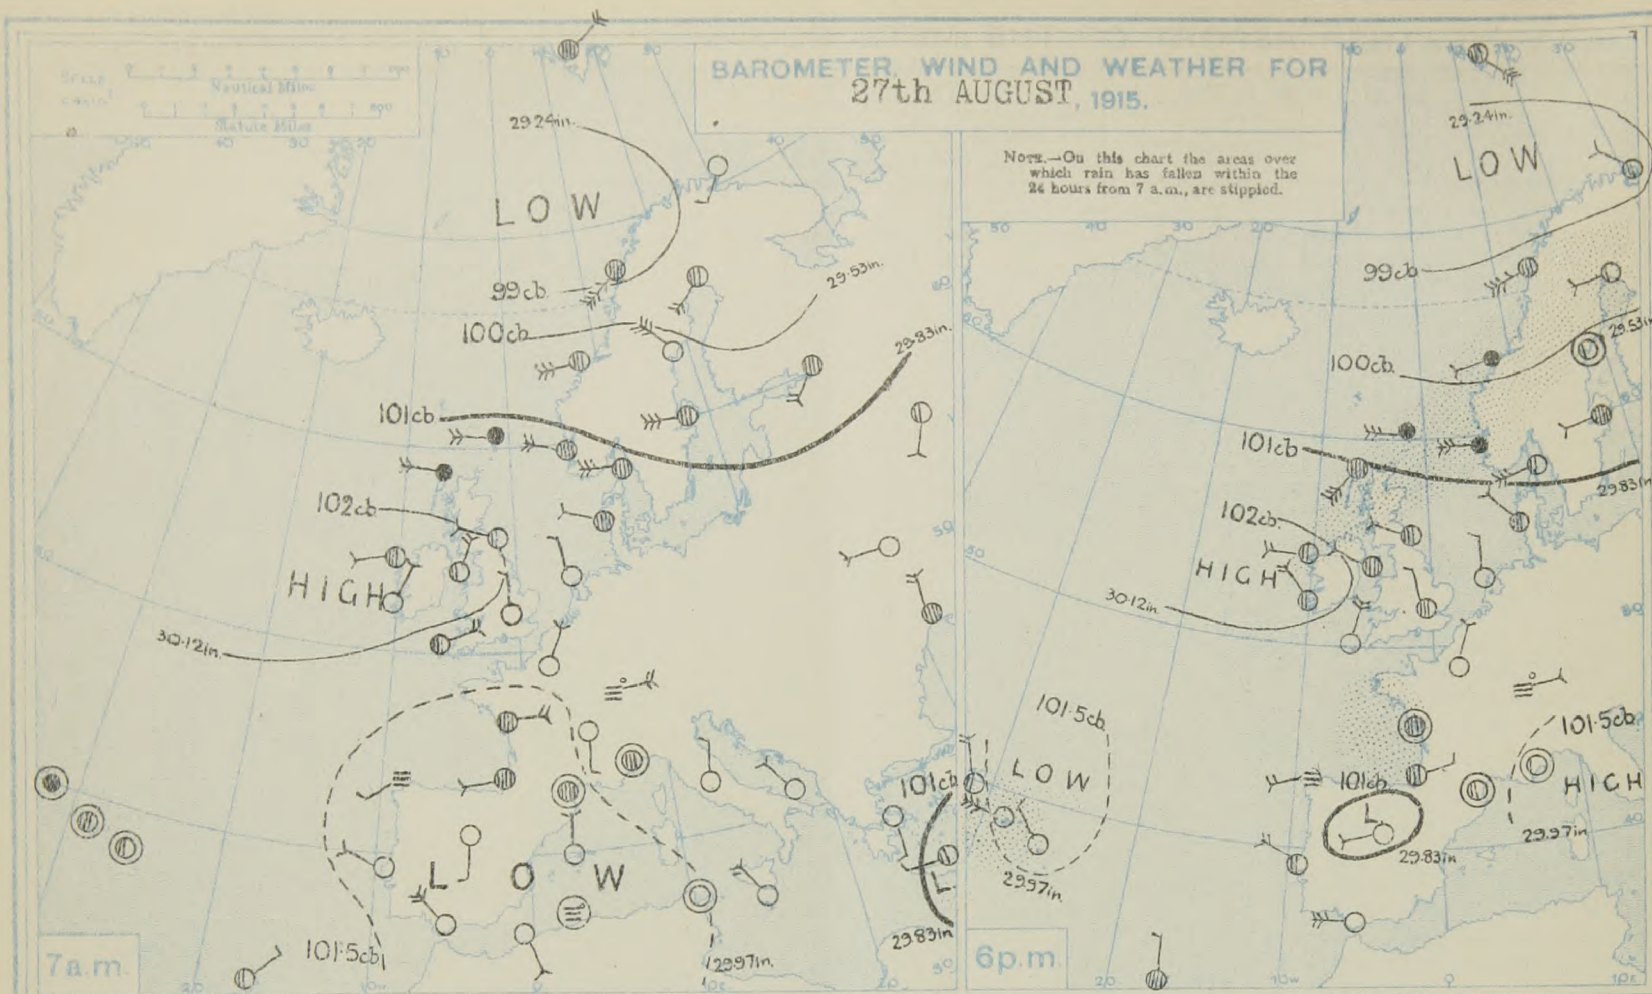 BAROMETER, WIND AND WEATHER FOR
27th AUGUST, 1915.
NOTE.—On this chart the areas over
which rain has fallen within the
24 hours from 7 a.m., are stippled.
Nautical Miles
Statute Miles
29.24in.
LOW
99cb.
29.53in.
100cb.
29.83in.
101cb
102cb
HIGH
30.12in.
LOW
101.5cb
29.97in.
101cb
L
29.83in
7a.m.
29.24in.
LOW
99cb
29.53in
100cb.
101cb
29.83in
102cb.
HIGH
30.12in.
101.5cb
LOW
29.97in.
101cb
L
29.83in
101.5cb
HIGH
29.97in
6p.m.